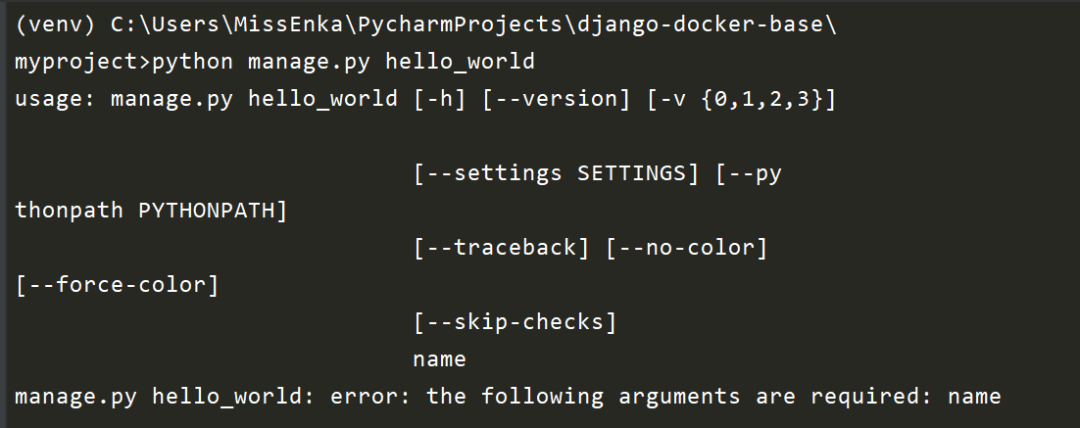 (venv) C:\Users\MissEnka\PycharmProjects\django-docker-base\
myproject>python manage.py hello_world
usage: manage.py hello_world [-h] [--version] [-v {0,1,2,3}]
[--settings SETTINGS] [--py
thonpath PYTHONPATH]
[--traceback] [--no-color]
[--force-color]
[--skip-checks]
name
manage.py hello_world: error: the following arguments are required: name